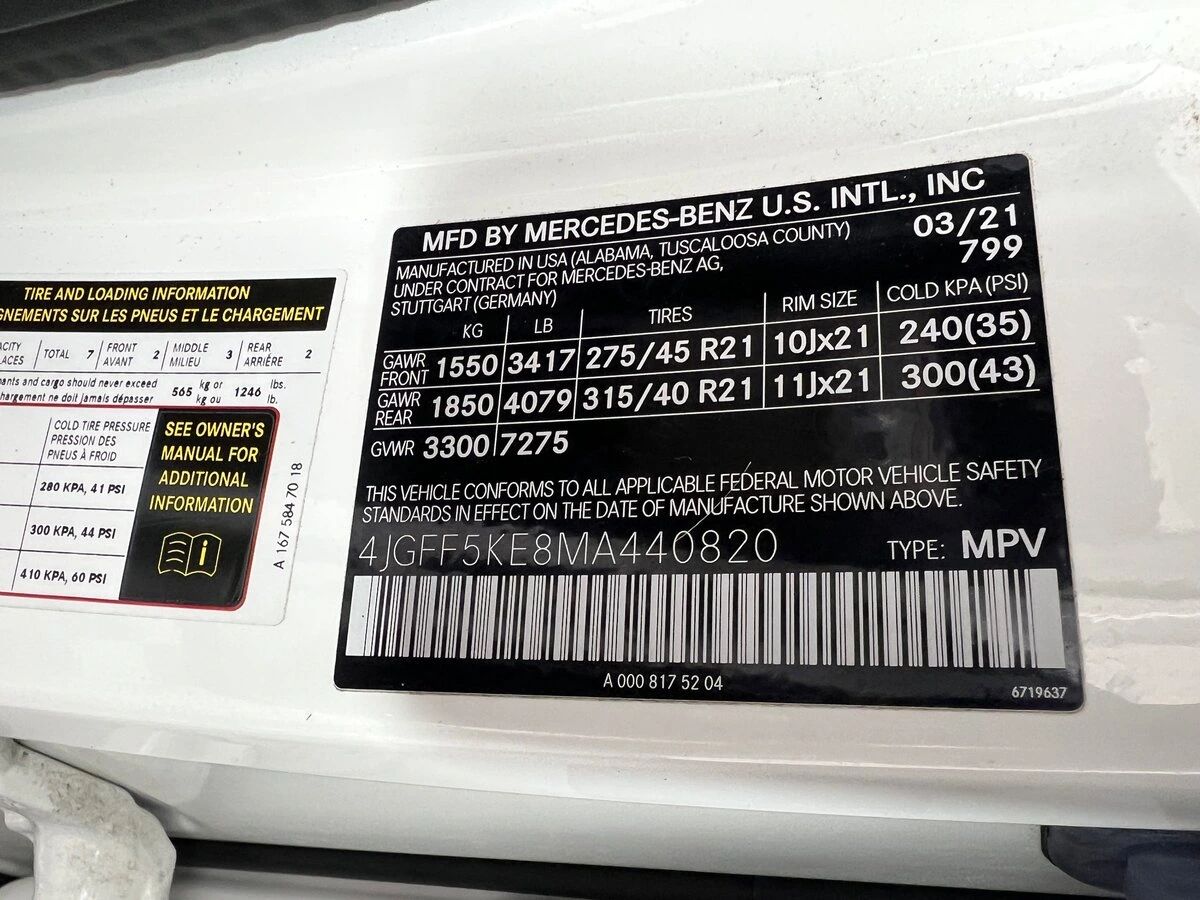 TIRE AND LOADING INFORMATION
SUR LES PNEUS ET LE CHARGEMENT
TOTAL 7 FRONT AVANT 2 MIDDLE MILIEU 3 REAR ARRIÈRE 2
and cargo should never exceed 565 kg or 1246 lbs.
ne doit jamais dépasser kg ou lb.
COLD TIRE PRESSURE
PRESSION DES
PNEUS À FROID
280 KPA, 41 PSI
300 KPA, 44 PSI
410 KPA, 60 PSI
SEE OWNER'S
MANUAL FOR
ADDITIONAL
INFORMATION
i
A 167 584 70 18
MFD BY MERCEDES-BENZ U.S. INTL., INC
MANUFACTURED IN USA (ALABAMA, TUSCALOOSA COUNTY) 03/21
UNDER CONTRACT FOR MERCEDES-BENZ AG, 799
STUTTGART (GERMANY)
KG LB TIRES RIM SIZE COLD KPA (PSI)
GAWR FRONT 1550 3417 275/45 R21 10Jx21 240(35)
GAWR REAR 1850 4079 315/40 R21 11Jx21 300(43)
GVWR 3300 7275
THIS VEHICLE CONFORMS TO ALL APPLICABLE FEDERAL MOTOR VEHICLE SAFETY
STANDARDS IN EFFECT ON THE DATE OF MANUFACTURE SHOWN ABOVE.
4JGFF5KE8MA440820 TYPE: MPV
A 000 817 52 04
6719637